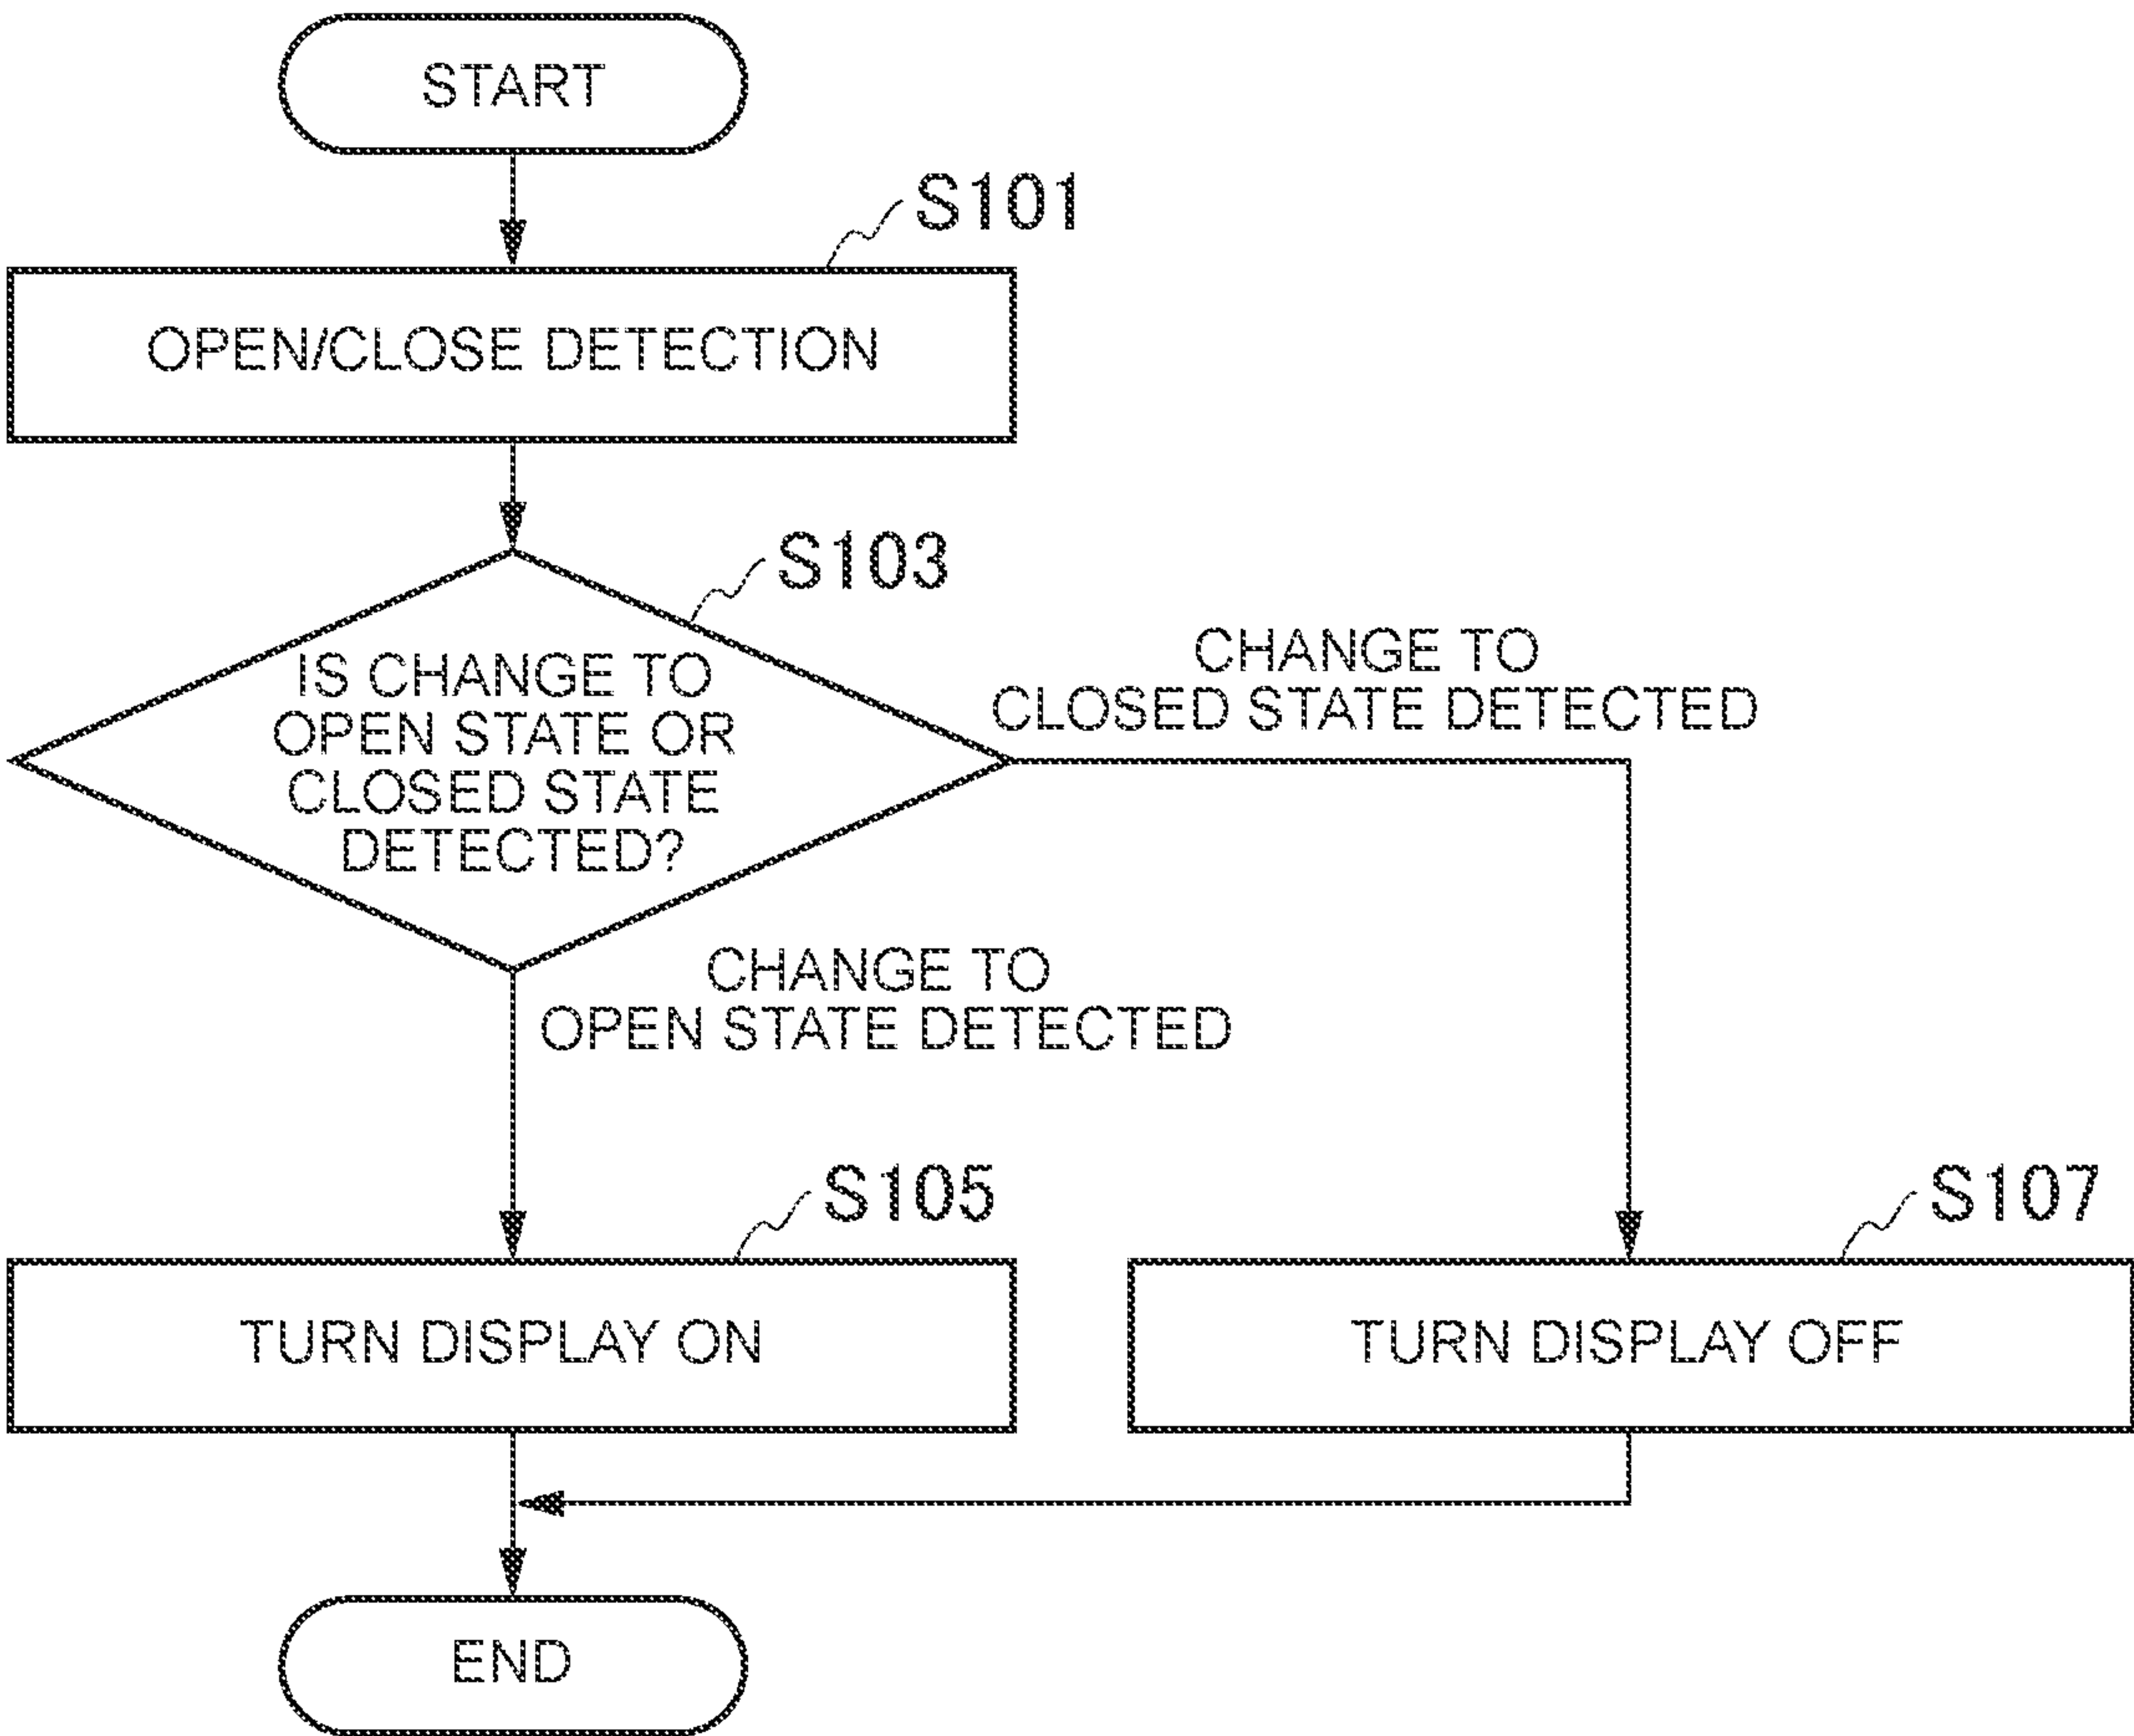 START
S101
OPEN/CLOSE DETECTION
S103
IS CHANGE TO
OPEN STATE OR
CLOSED STATE
DETECTED?
CHANGE TO
CLOSED STATE DETECTED
CHANGE TO
OPEN STATE DETECTED
S105
TURN DISPLAY ON
S107
TURN DISPLAY OFF
END